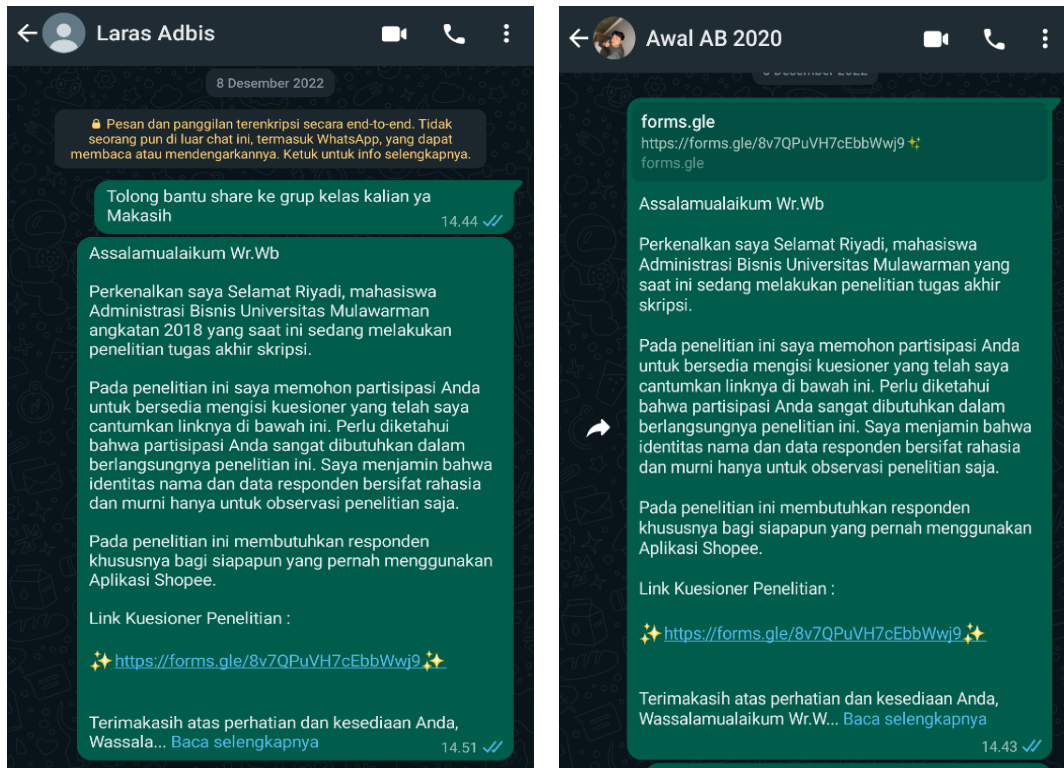 Laras Adbis
8 Desember 2022
Pesan dan panggilan terenkripsi secara end-to-end. Tidak
seorang pun di luar chat ini, termasuk WhatsApp, yang dapat
membaca atau mendengarkannya. Ketuk untuk info selengkapnya.
Tolong bantu share ke grup kelas kalian ya
Makasih
14.44
Assalamualaikum Wr.Wb
Perkenalkan saya Selamat Riyadi, mahasiswa
Administrasi Bisnis Universitas Mulawarman
angkatan 2018 yang saat ini sedang melakukan
penelitian tugas akhir skripsi.
Pada penelitian ini saya memohon partisipasi Anda
untuk bersedia mengisi kuesioner yang telah saya
cantumkan linknya di bawah ini. Perlu diketahui
bahwa partisipasi Anda sangat dibutuhkan dalam
berlangsungnya penelitian ini. Saya menjamin bahwa
identitas nama dan data responden bersifat rahasia
dan murni hanya untuk observasi penelitian saja.
Pada penelitian ini membutuhkan responden
khususnya bagi siapapun yang pernah menggunakan
Aplikasi Shopee.
Link Kuesioner Penelitian :
✨https://forms.gle/8v7QPuVH7cEbbWwj9✨
Terimakasih atas perhatian dan kesediaan Anda,
Wassala... Baca selengkapnya
14.51
Awal AB 2020
8 Desember 2022
forms.gle
https://forms.gle/8v7QPuVH7cEbbWwj9✨
forms.gle
Assalamualaikum Wr.Wb
Perkenalkan saya Selamat Riyadi, mahasiswa
Administrasi Bisnis Universitas Mulawarman yang
saat ini sedang melakukan penelitian tugas akhir
skripsi.
Pada penelitian ini saya memohon partisipasi Anda
untuk bersedia mengisi kuesioner yang telah saya
cantumkan linknya di bawah ini. Perlu diketahui
bahwa partisipasi Anda sangat dibutuhkan dalam
berlangsungnya penelitian ini. Saya menjamin bahwa
identitas nama dan data responden bersifat rahasia
dan murni hanya untuk observasi penelitian saja.
Pada penelitian ini membutuhkan responden
khususnya bagi siapapun yang pernah menggunakan
Aplikasi Shopee.
Link Kuesioner Penelitian :
✨https://forms.gle/8v7QPuVH7cEbbWwj9✨
Terimakasih atas perhatian dan kesediaan Anda,
Wassalamualaikum Wr.W... Baca selengkapnya
14.43